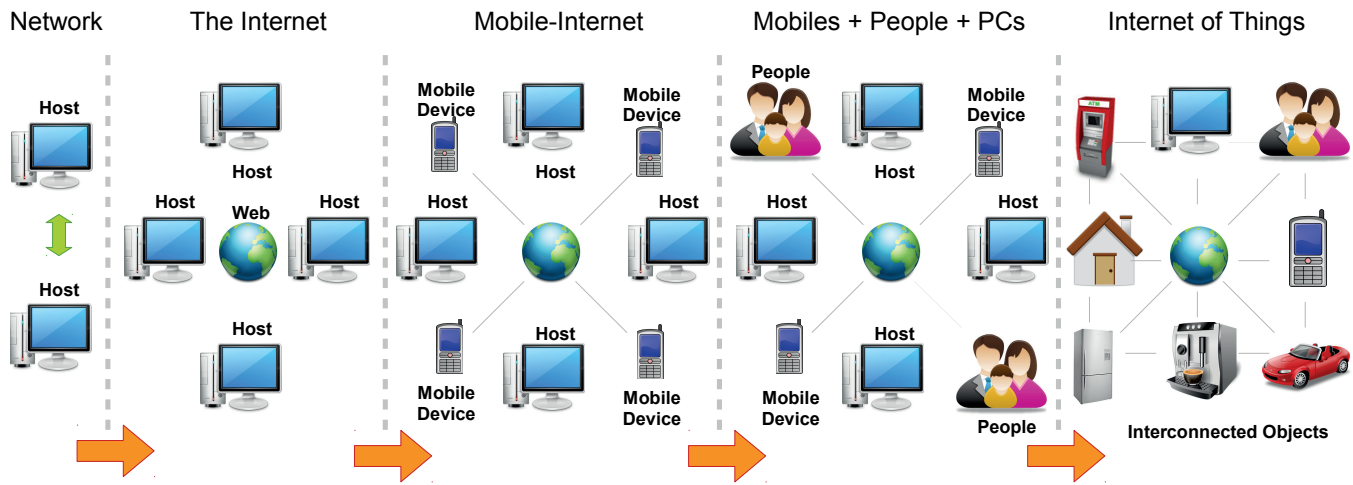 Network
The Internet
Mobile-Internet
Mobiles + People + PCs
Internet of Things
Host
Host
Host
Host
Web
Host
Host
Mobile
Device
Mobile
Device
Host
Host
Host
Mobile
Device
Host
Mobile
Device
People
Mobile
Device
Host
Host
Host
Mobile
Device
Host
People
ATM
Interconnected Objects